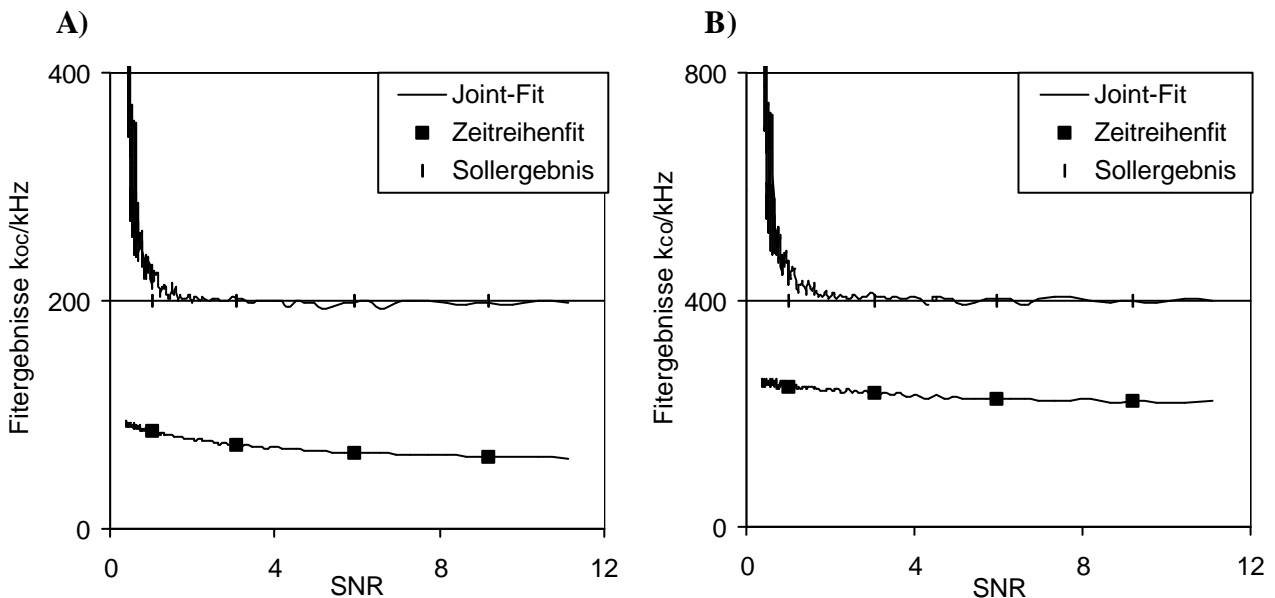 A)
400
200
0
0
4
8
12
SNR
Fitergebnisse koc/kHz
Joint-Fit
Zeitreihenfit
Sollergebnis
B)
800
400
0
0
4
8
12
SNR
Fitergebnisse kco/kHz
Joint-Fit
Zeitreihenfit
Sollergebnis